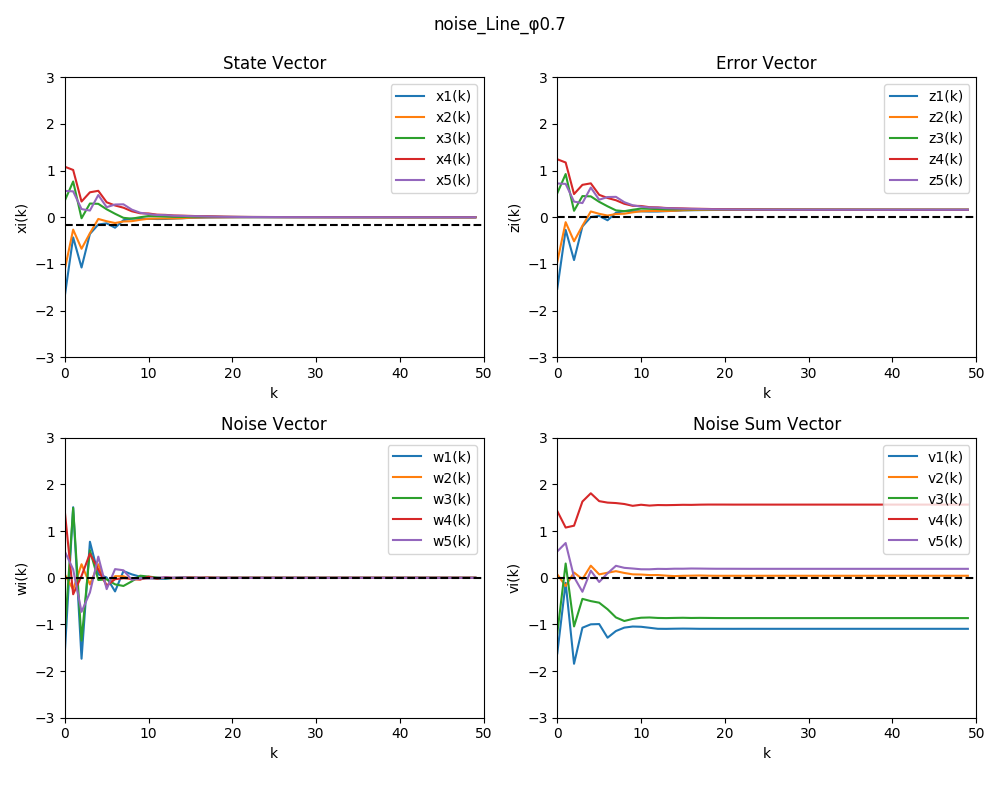 noise_Line_φ0.7
State Vector
3
2
1
0
−1
−2
−3
xi(k)
0
10
20
30
40
50
k
x1(k)
x2(k)
x3(k)
x4(k)
x5(k)
Error Vector
3
2
1
0
−1
−2
−3
zi(k)
0
10
20
30
40
50
k
z1(k)
z2(k)
z3(k)
z4(k)
z5(k)
Noise Vector
3
2
1
0
−1
−2
−3
wi(k)
0
10
20
30
40
50
k
w1(k)
w2(k)
w3(k)
w4(k)
w5(k)
Noise Sum Vector
3
2
1
0
−1
−2
−3
vi(k)
0
10
20
30
40
50
k
v1(k)
v2(k)
v3(k)
v4(k)
v5(k)